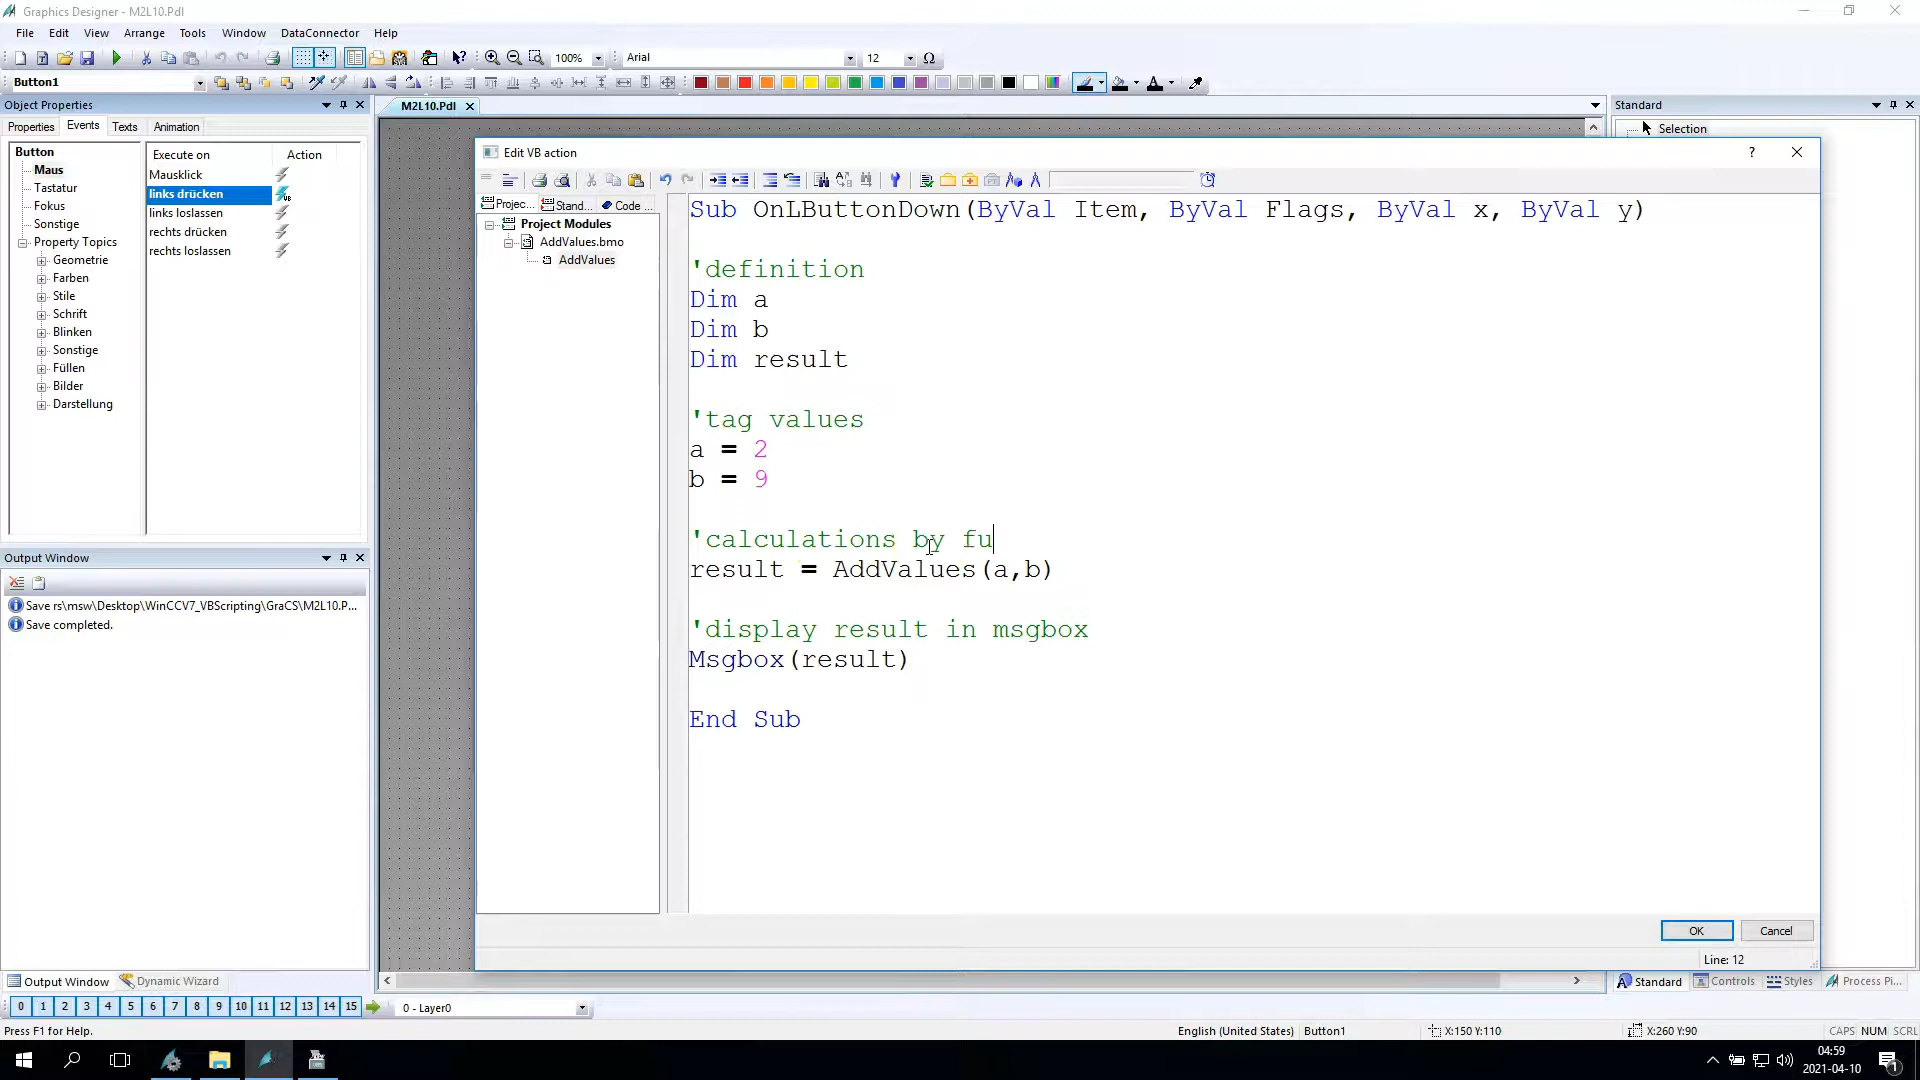 Graphics Designer - M2L10.Pdl
File Edit View Arrange Tools Window DataConnector Help
100% Arial 12 Ω
Button1
Object Properties
M2L10.Pdl
Standard
Properties Events Texts Animation
Selection
Button
Maus
Tastatur
Fokus
Sonstige
Property Topics
Geometrie
Farben
Stile
Schrift
Blinken
Sonstige
Füllen
Bilder
Darstellung
Execute on Action
Mausklick
links drücken
links loslassen
rechts drücken
rechts loslassen
Edit VB action
Projec... Stand... Code ...
Project Modules
AddValues.bmo
AddValues
Sub OnLButtonDown(ByVal Item, ByVal Flags, ByVal x, ByVal y)
'definition
Dim a
Dim b
Dim result
'tag values
a = 2
b = 9
'calculations by fu
result = AddValues(a,b)
'display result in msgbox
Msgbox(result)
End Sub
OK Cancel
Line: 12
Output Window
Save rs\msw\Desktop\WinCCV7_VBScripting\GraCS\M2L10.P...
Save completed.
Output Window Dynamic Wizard
Standard Controls Styles Process Pi...
0 1 2 3 4 5 6 7 8 9 10 11 12 13 14 15 0 - Layer0
Press F1 for Help. English (United States) Button1 X:150 Y:110 X:260 Y:90 CAPS NUM SCRL
04:59
2021-04-10
1